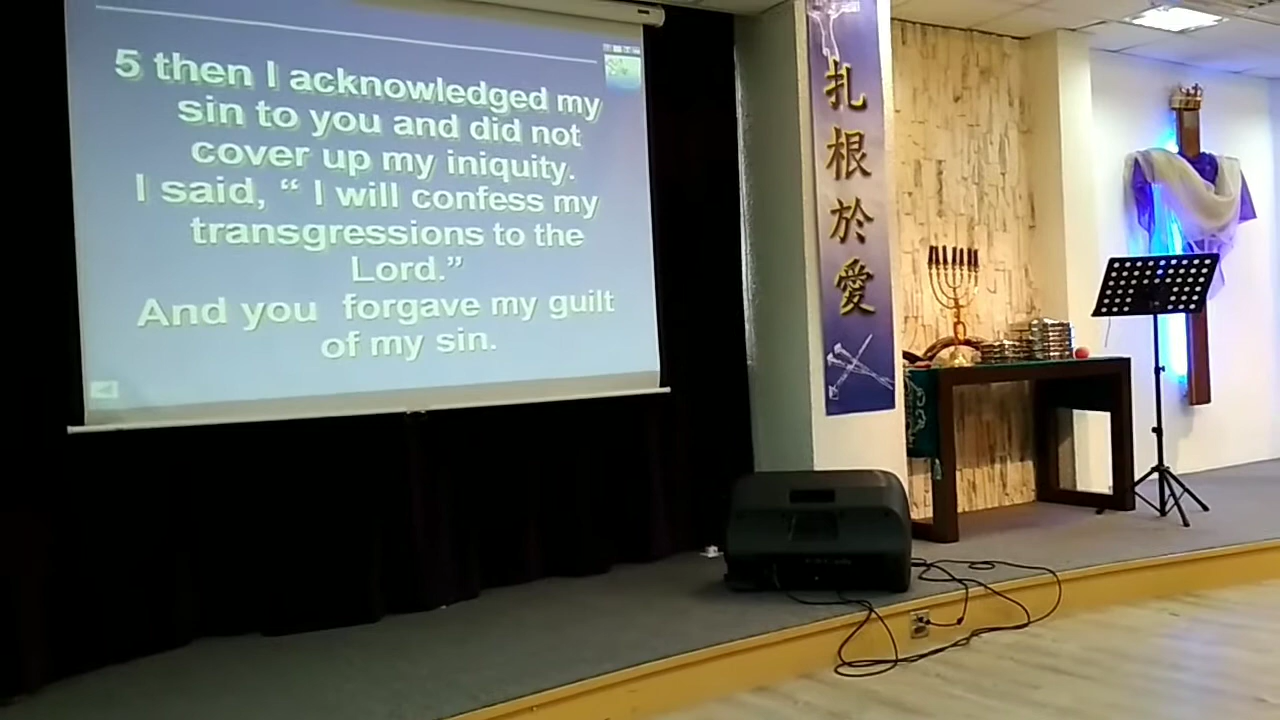 5 then I acknowledged my
sin to you and did not
cover up my iniquity.
I said, “ I will confess my
transgressions to the
Lord.”
And you  forgave my guilt
of my sin.
扎根於愛